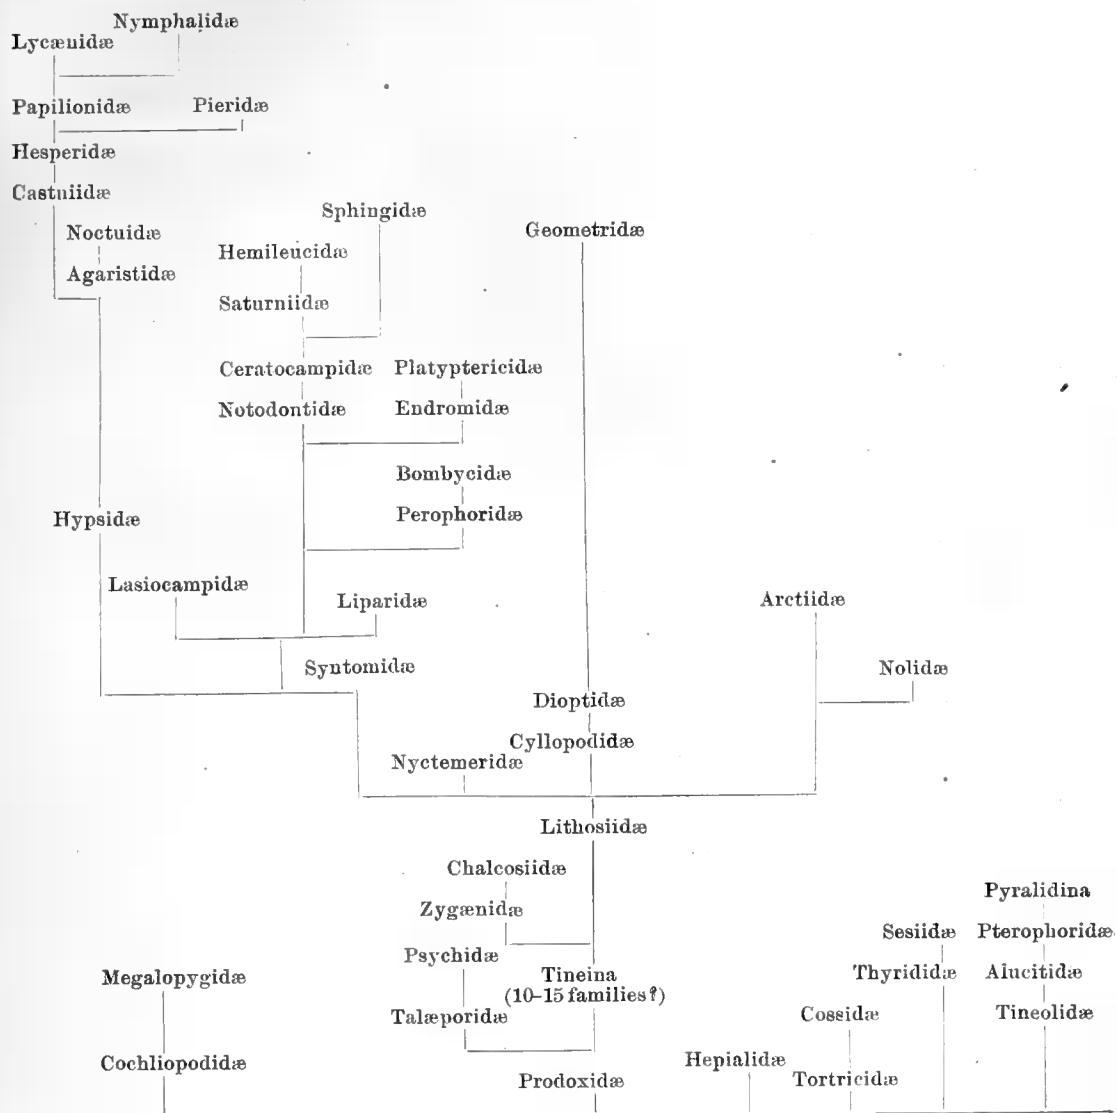 Nymphalidæ
Lycænidæ
Papilionidæ Pieridæ
Hesperidæ
Castniidæ
Sphingidæ
Noctuidæ Geometridæ
Hemileucidæ
Agaristidæ
Saturniidæ
Ceratocampidæ Platyptericidæ
Notodontidæ Endromidæ
Bombycidæ
Hypsidæ Perophoridæ
Lasiocampidæ
Liparidæ Arctiidæ
Syntomidæ Nolidæ
Dioptidæ
Cyllopodidæ
Nyctemeridæ
Lithosiidæ
Chalcosiidæ
Pyralidina
Zygænidæ
Sesiidæ Pterophoridæ
Psychidæ
Megalopygidæ Tineina Thyrididæ Alucitidæ
(10–15 families?)
Talæporidæ Cossidæ Tineolidæ
Cochliopodidæ Hepialidæ
Prodoxidæ Tortricidæ